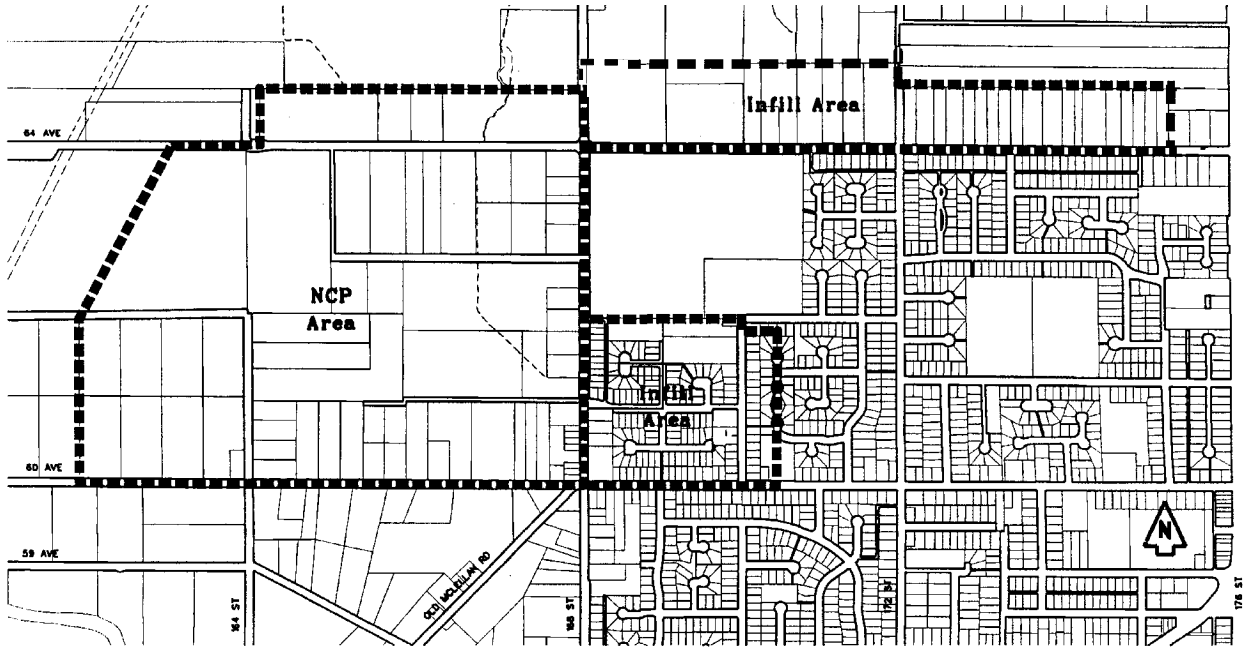 Infill Area
64 AVE
NCP
Area
Infill
Area
60 AVE
N
59 AVE
OLD MCLELLAN RD
164 ST
168 ST
172 ST
176 ST